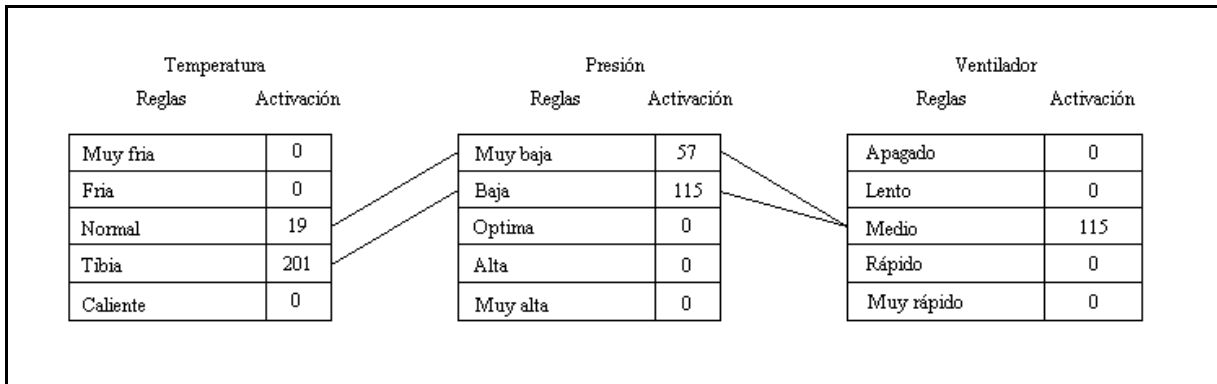 Temperatura Presión Ventilador
Reglas Activación Reglas Activación Reglas Activación
Muy fria 0 Muy baja 57 Apagado 0
Fria 0 Baja 115 Lento 0
Normal 19 Optima 0 Medio 115
Tibia 201 Alta 0 Rápido 0
Caliente 0 Muy alta 0 Muy rápido 0